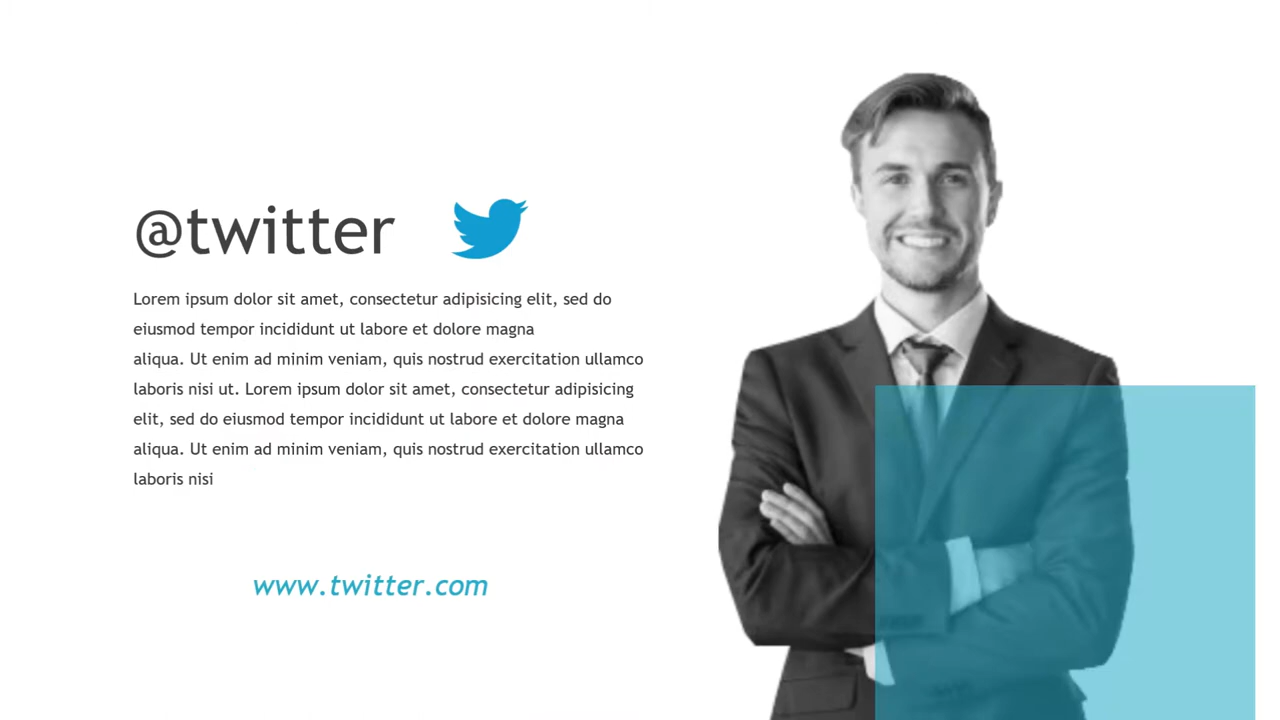 @twitter
Lorem ipsum dolor sit amet, consectetur adipisicing elit, sed do
eiusmod tempor incididunt ut labore et dolore magna
aliqua. Ut enim ad minim veniam, quis nostrud exercitation ullamco
laboris nisi ut. Lorem ipsum dolor sit amet, consectetur adipisicing
elit, sed do eiusmod tempor incididunt ut labore et dolore magna
aliqua. Ut enim ad minim veniam, quis nostrud exercitation ullamco
laboris nisi
www.twitter.com